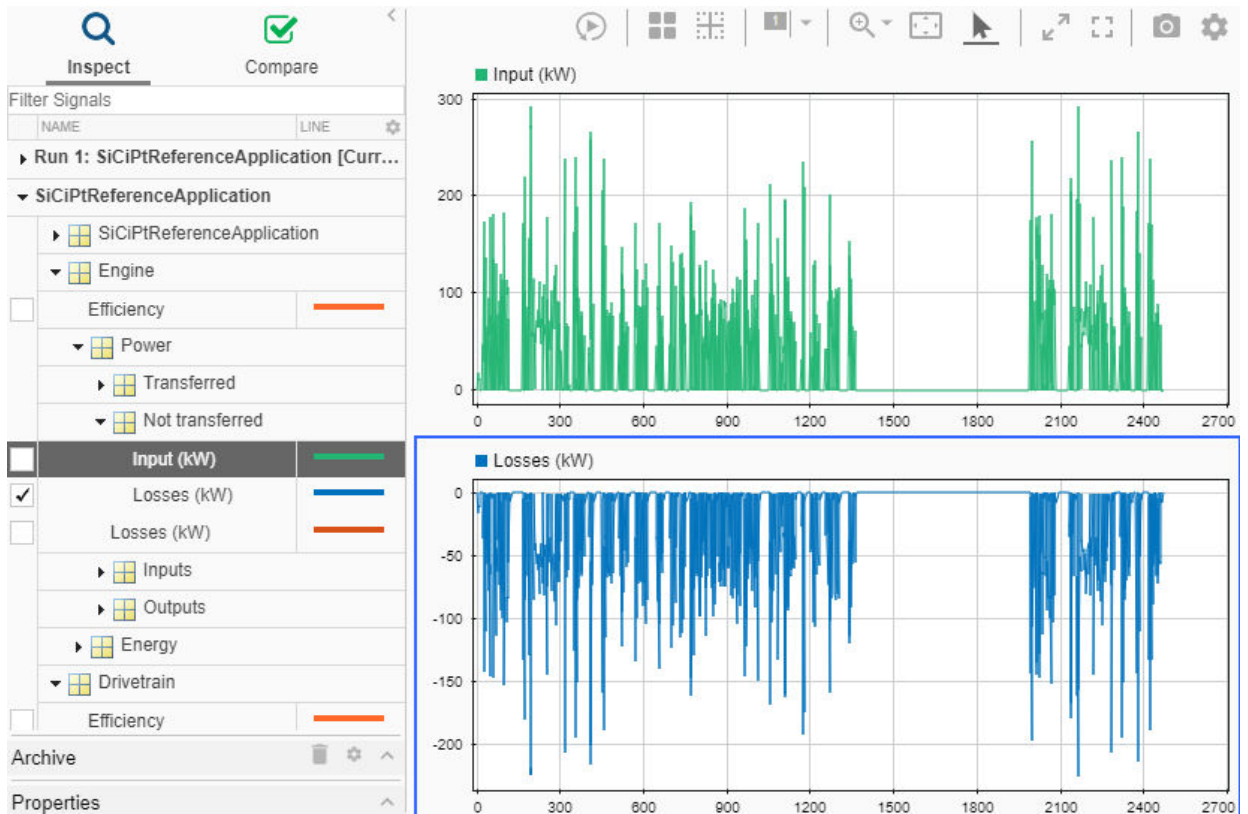 Inspect
Compare
Filter Signals
NAME
LINE
Run 1: SiCiPtReferenceApplication [Curr...
SiCiPtReferenceApplication
SiCiPtReferenceApplication
Engine
Efficiency
Power
Transferred
Not transferred
Input (kW)
Losses (kW)
Losses (kW)
Inputs
Outputs
Energy
Drivetrain
Efficiency
Archive
Properties
1
Input (kW)
300
200
100
0
0 300 600 900 1200 1500 1800 2100 2400 2700
Losses (kW)
0
-50
-100
-150
-200
0 300 600 900 1200 1500 1800 2100 2400 2700